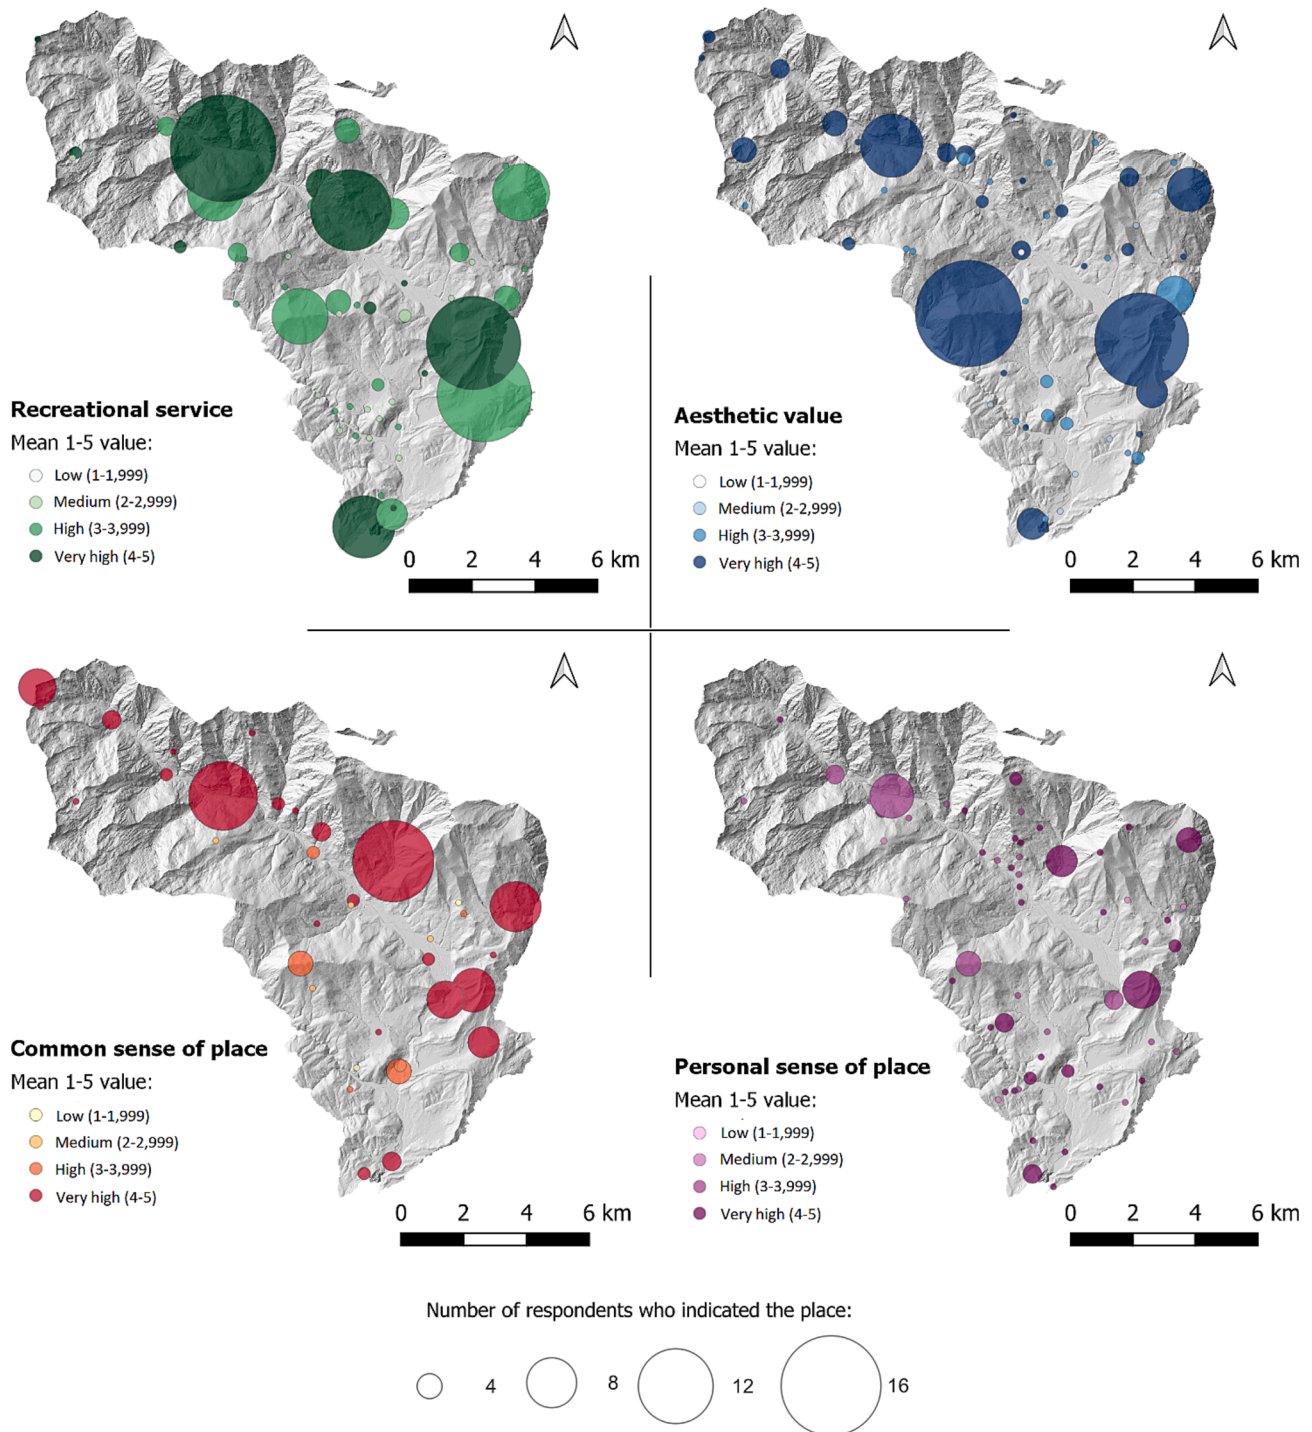 Recreational service
Mean 1-5 value:
Low (1-1,999)
Medium (2-2,999)
High (3-3,999)
Very high (4-5)
0 2 4 6 km
Aesthetic value
Mean 1-5 value:
Low (1-1,999)
Medium (2-2,999)
High (3-3,999)
Very high (4-5)
0 2 4 6 km
Common sense of place
Mean 1-5 value:
Low (1-1,999)
Medium (2-2,999)
High (3-3,999)
Very high (4-5)
0 2 4 6 km
Personal sense of place
Mean 1-5 value:
Low (1-1,999)
Medium (2-2,999)
High (3-3,999)
Very high (4-5)
0 2 4 6 km
Number of respondents who indicated the place:
4 8 12 16